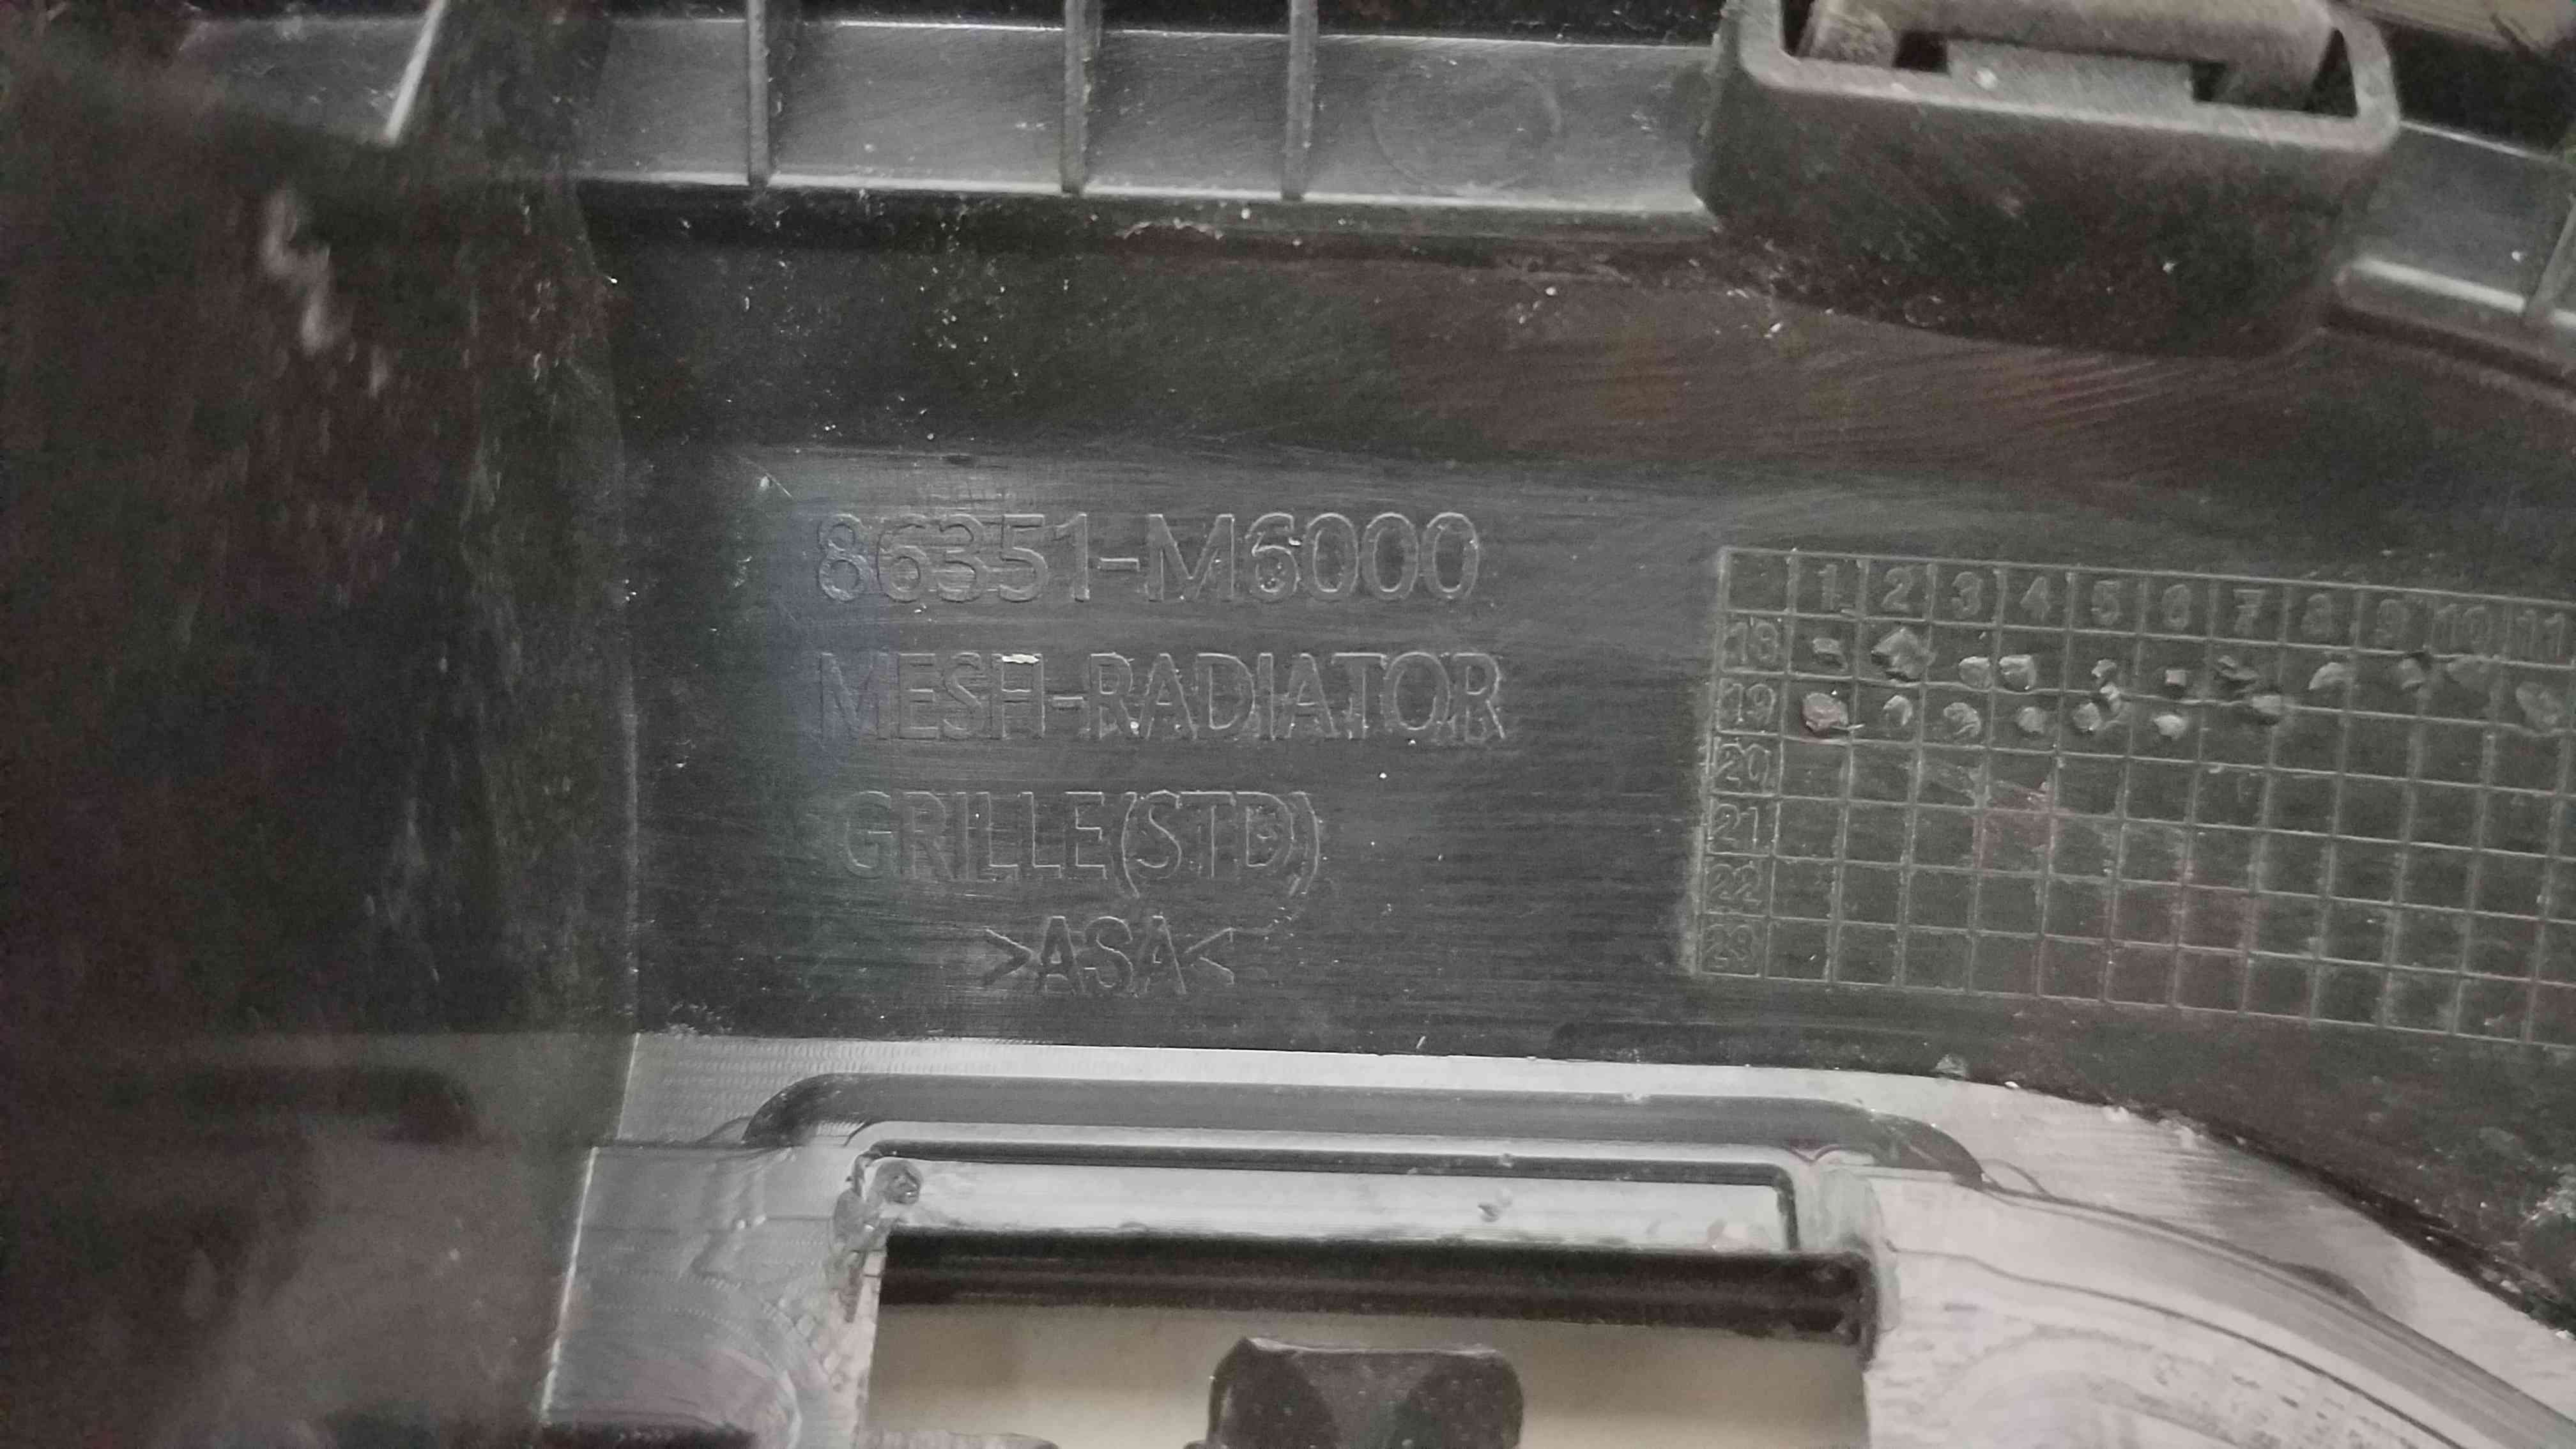 86351-M6000
MESH-RADIATOR
GRILLE(STD)
>ASA<
1 2 3 4 5 6 7 8 9 10 11
18
19
20
21
22
23